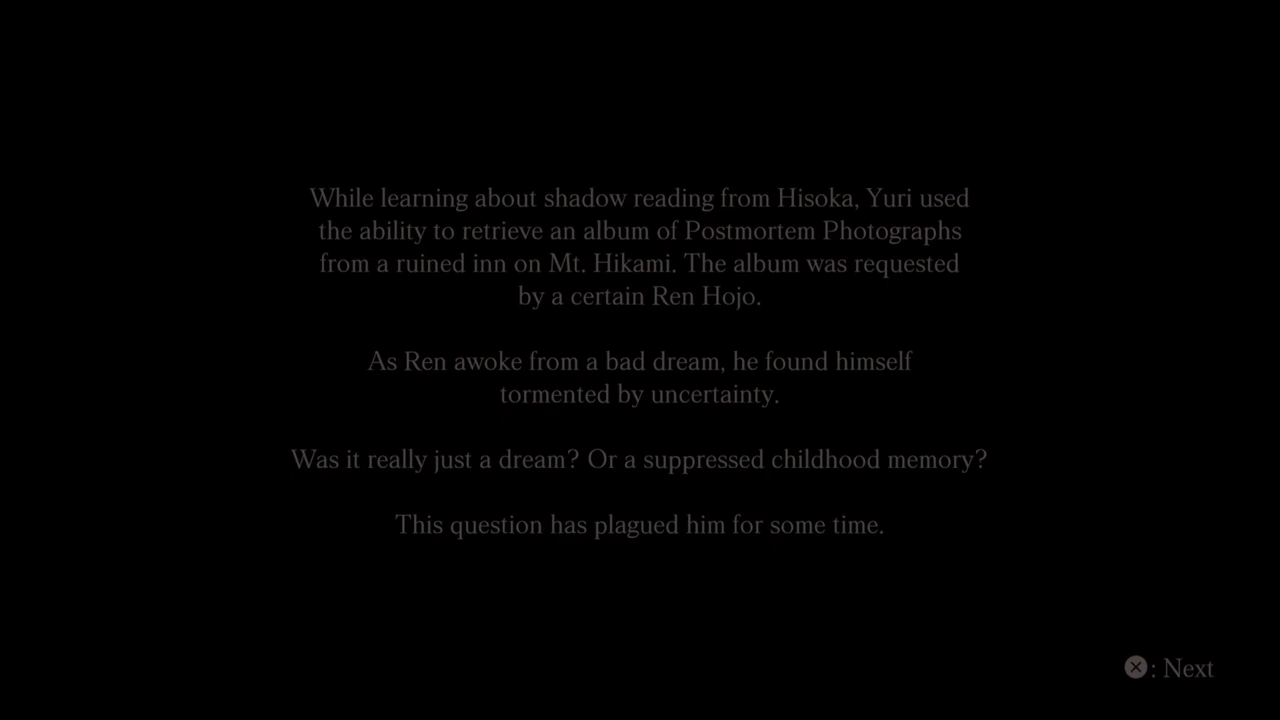 While learning about shadow reading from Hisoka, Yuri used
the ability to retrieve an album of Postmortem Photographs
from a ruined inn on Mt. Hikami. The album was requested
by a certain Ren Hojo.
As Ren awoke from a bad dream, he found himself
tormented by uncertainty.
Was it really just a dream? Or a suppressed childhood memory?
This question has plagued him for some time.
ⓧ: Next